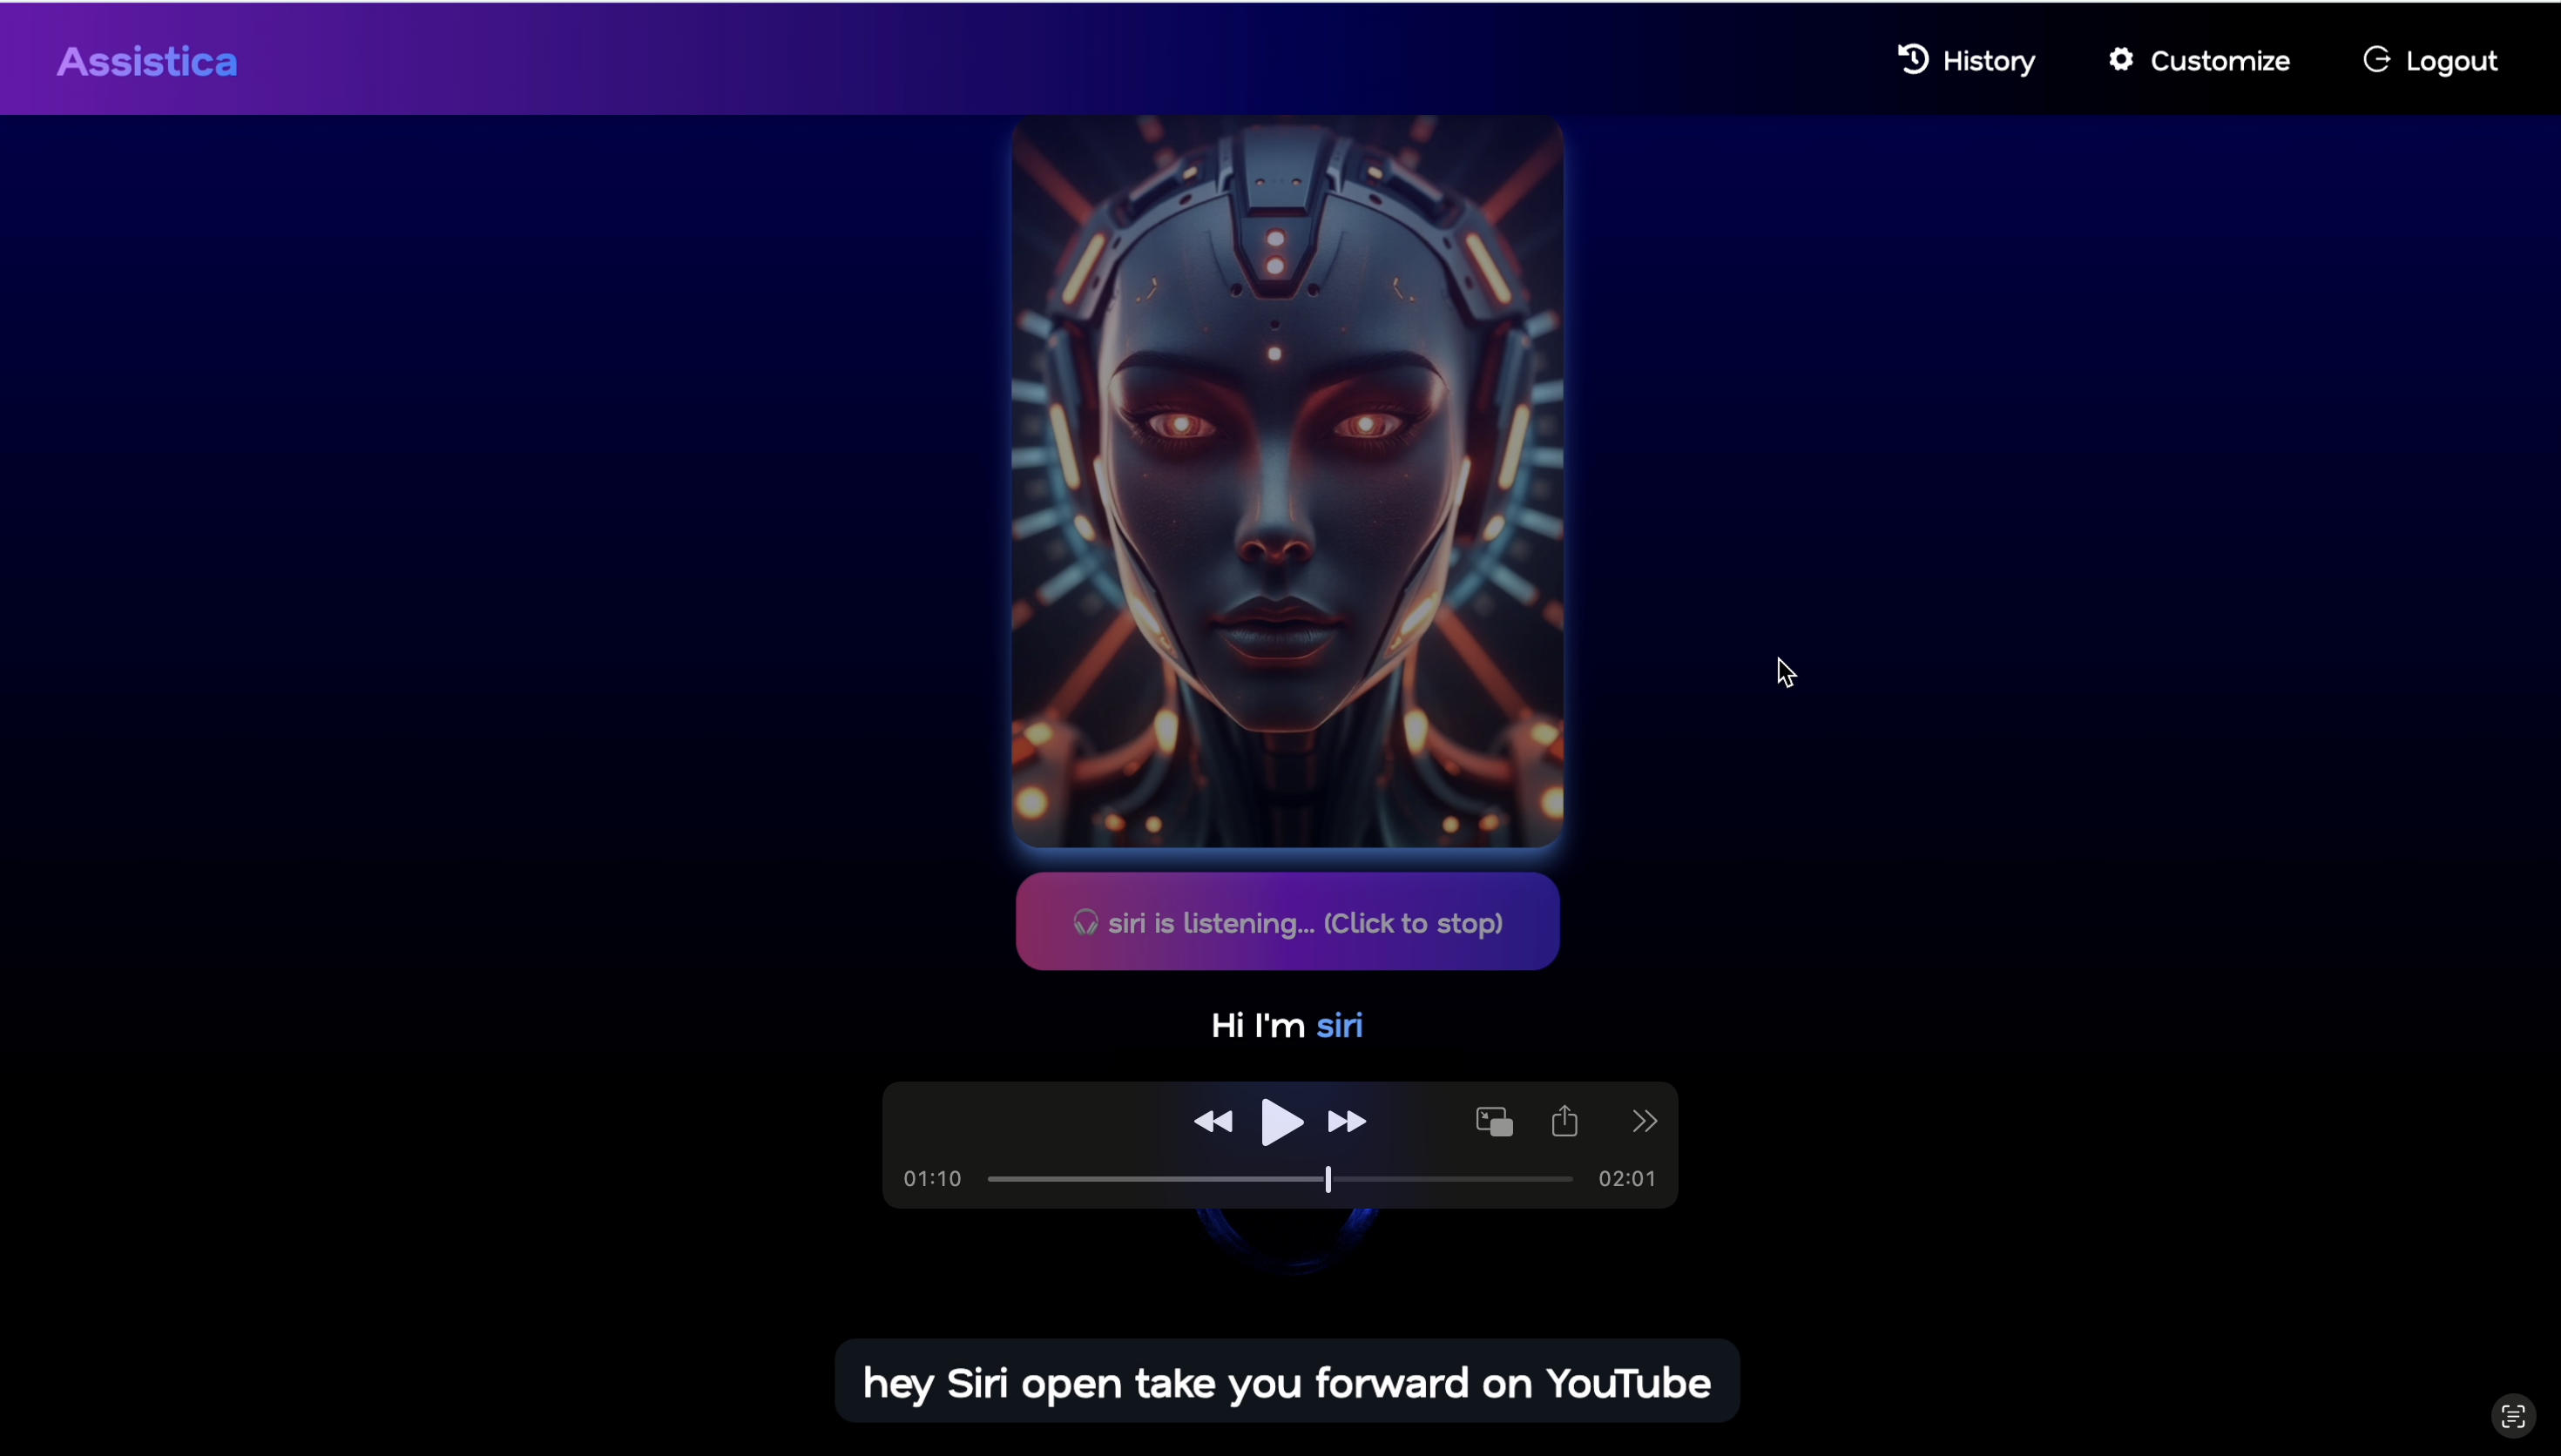 Assistica
History
Customize
Logout
siri is listening... (Click to stop)
Hi I'm siri
01:10
02:01
hey Siri open take you forward on YouTube